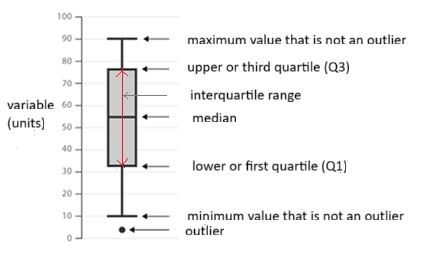 100
90
80
70
60
50
40
30
20
10
0
variable
(units)
maximum value that is not an outlier
upper or third quartile (Q3)
interquartile range
median
lower or first quartile (Q1)
minimum value that is not an outlier
outlier